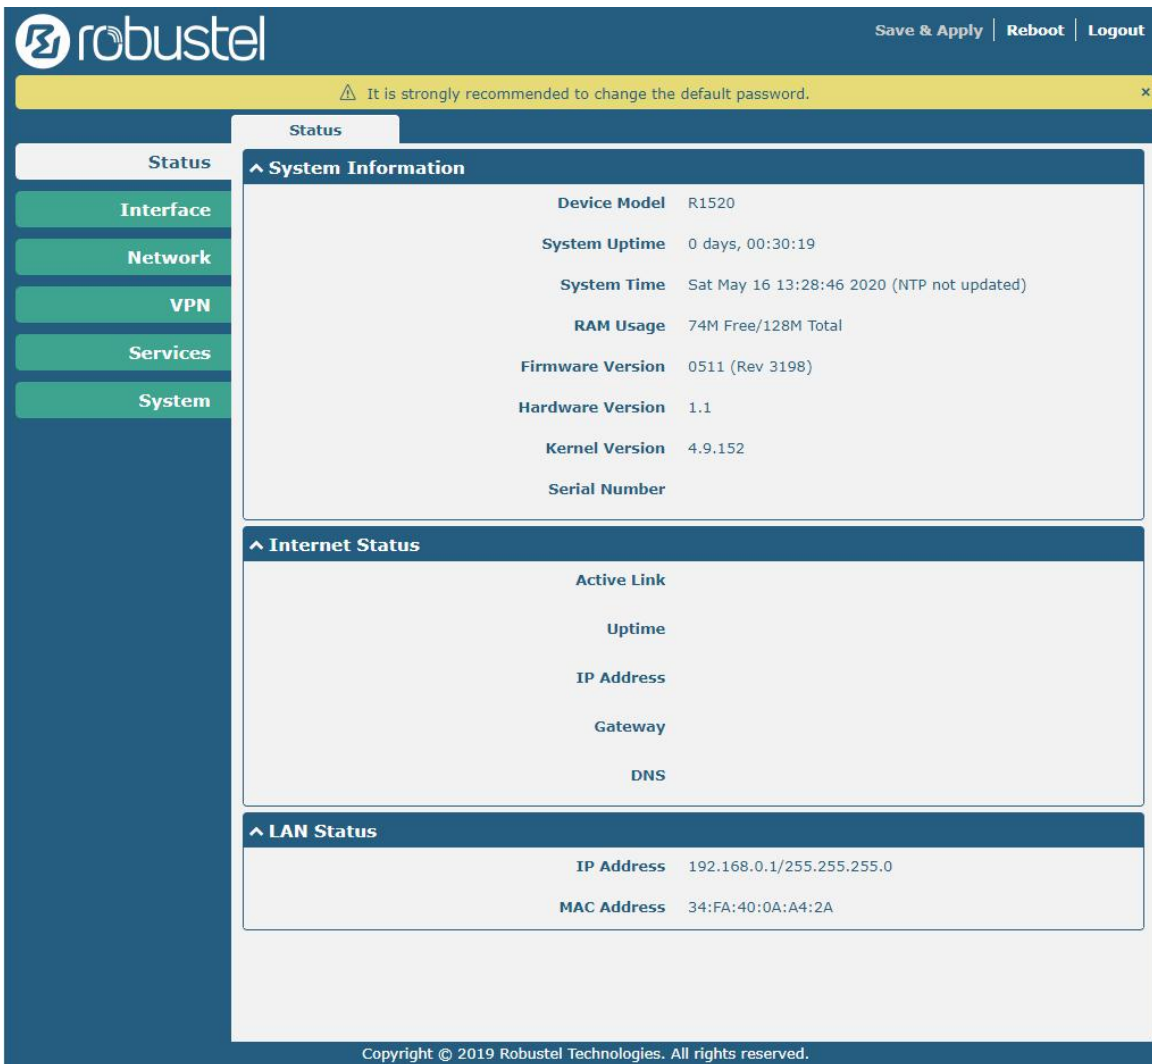 robustel
Save & Apply | Reboot | Logout
⚠ It is strongly recommended to change the default password. ×
Status
Status
Interface
Network
VPN
Services
System
^ System Information
Device Model R1520
System Uptime 0 days, 00:30:19
System Time Sat May 16 13:28:46 2020 (NTP not updated)
RAM Usage 74M Free/128M Total
Firmware Version 0511 (Rev 3198)
Hardware Version 1.1
Kernel Version 4.9.152
Serial Number
^ Internet Status
Active Link
Uptime
IP Address
Gateway
DNS
^ LAN Status
IP Address 192.168.0.1/255.255.255.0
MAC Address 34:FA:40:0A:A4:2A
Copyright © 2019 Robustel Technologies. All rights reserved.